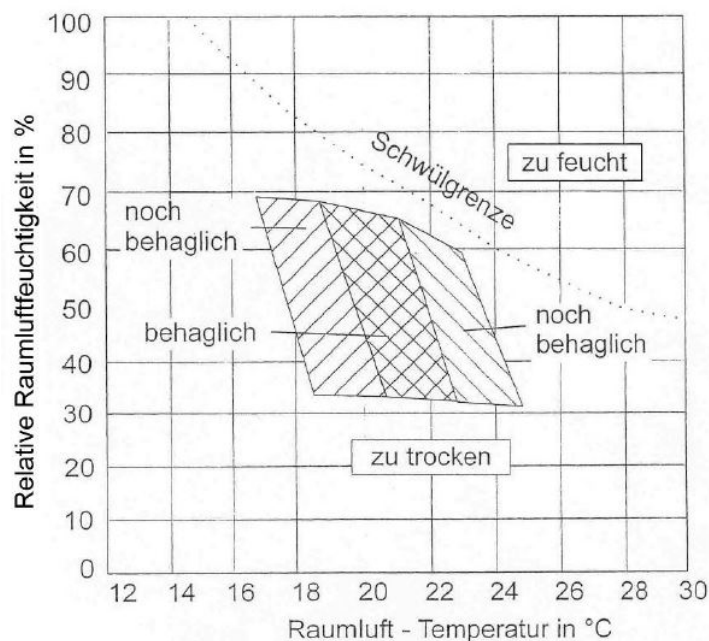 Relative Raumluftfeuchtigkeit in %
100
90
80
70
60
50
40
30
20
10
0
Schwülgrenze
zu feucht
noch
behaglich
behaglich
noch
behaglich
zu trocken
12 14 16 18 20 22 24 26 28 30
Raumluft - Temperatur in °C